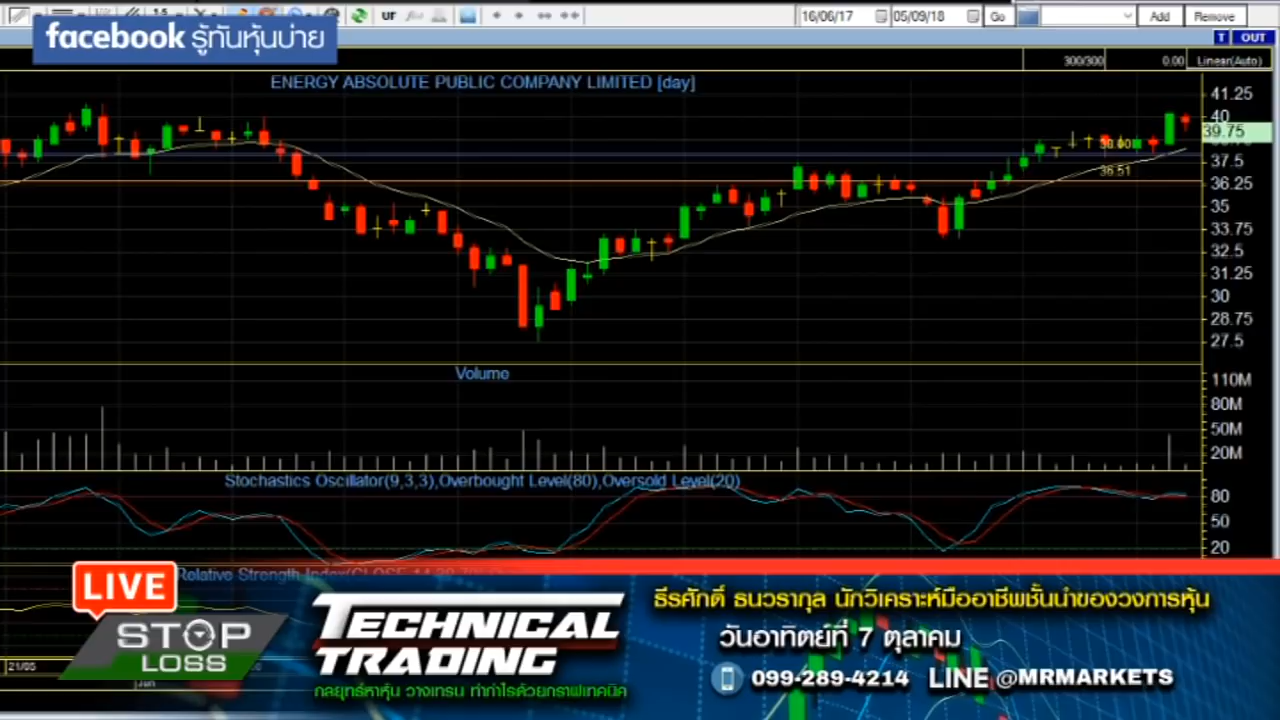 16/06/17 05/09/18 Go Add Remove
facebook รู้ทันหุ้นบ่าย
T OUT
300/300 0.00 Linear(Auto)
ENERGY ABSOLUTE PUBLIC COMPANY LIMITED [day]
41.25
40
39.75
37.5
36.51
36.25
35
33.75
32.5
31.25
30
28.75
27.5
Volume
110M
80M
50M
20M
Stochastics Oscillator(9,3,3),Overbought Level(80),Oversold Level(20)
80
50
20
Relative Strength Index(CLOSE
LIVE
STOP
LOSS
21/05
TECHNICAL
TRADING
กลยุทธ์หาหุ้น วางเทรน ทำกำไรด้วยกราฟเทคนิค
ธีรศักดิ์ ธนวรากุล นักวิเคราะห์มืออาชีพชั้นนำของวงการหุ้น
วันอาทิตย์ที่ 7 ตุลาคม
099-289-4214 LINE @MRMARKETS